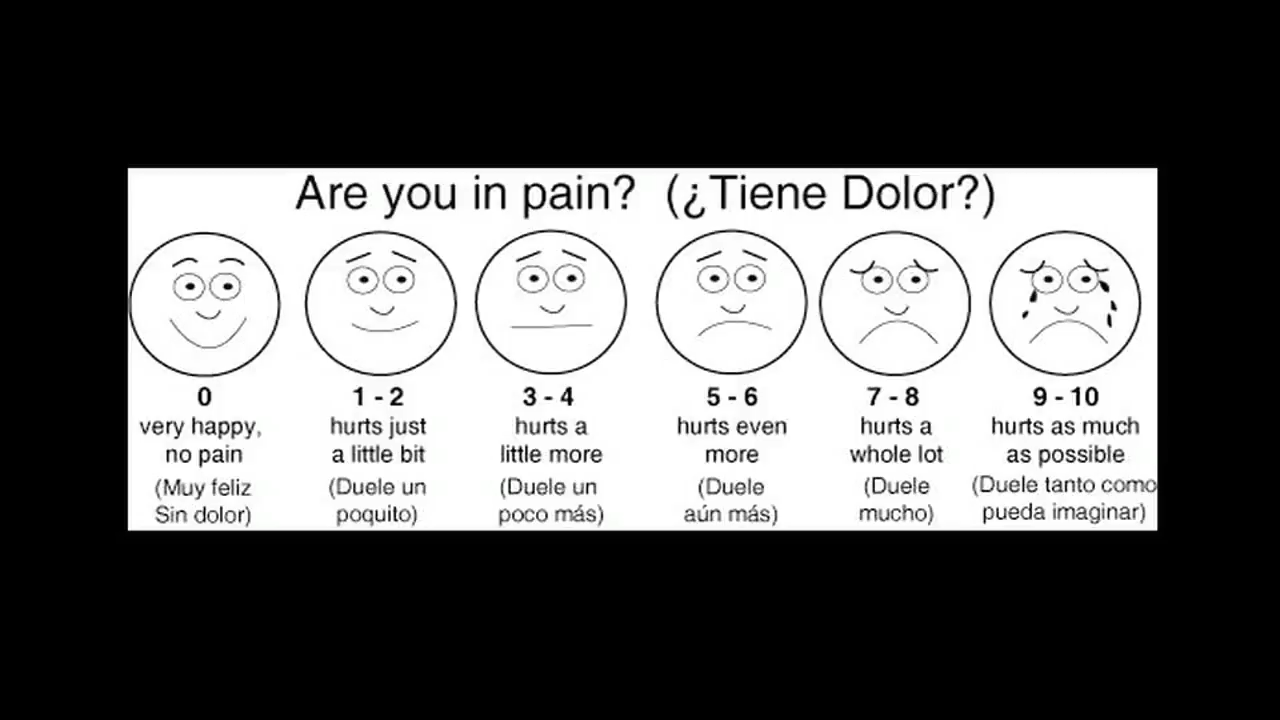 Are you in pain? (¿Tiene Dolor?)
0
very happy,
no pain
(Muy feliz
Sin dolor)
1 - 2
hurts just
a little bit
(Duele un
poquito)
3 - 4
hurts a
little more
(Duele un
poco más)
5 - 6
hurts even
more
(Duele
aún más)
7 - 8
hurts a
whole lot
(Duele
mucho)
9 - 10
hurts as much
as possible
(Duele tanto como
pueda imaginar)